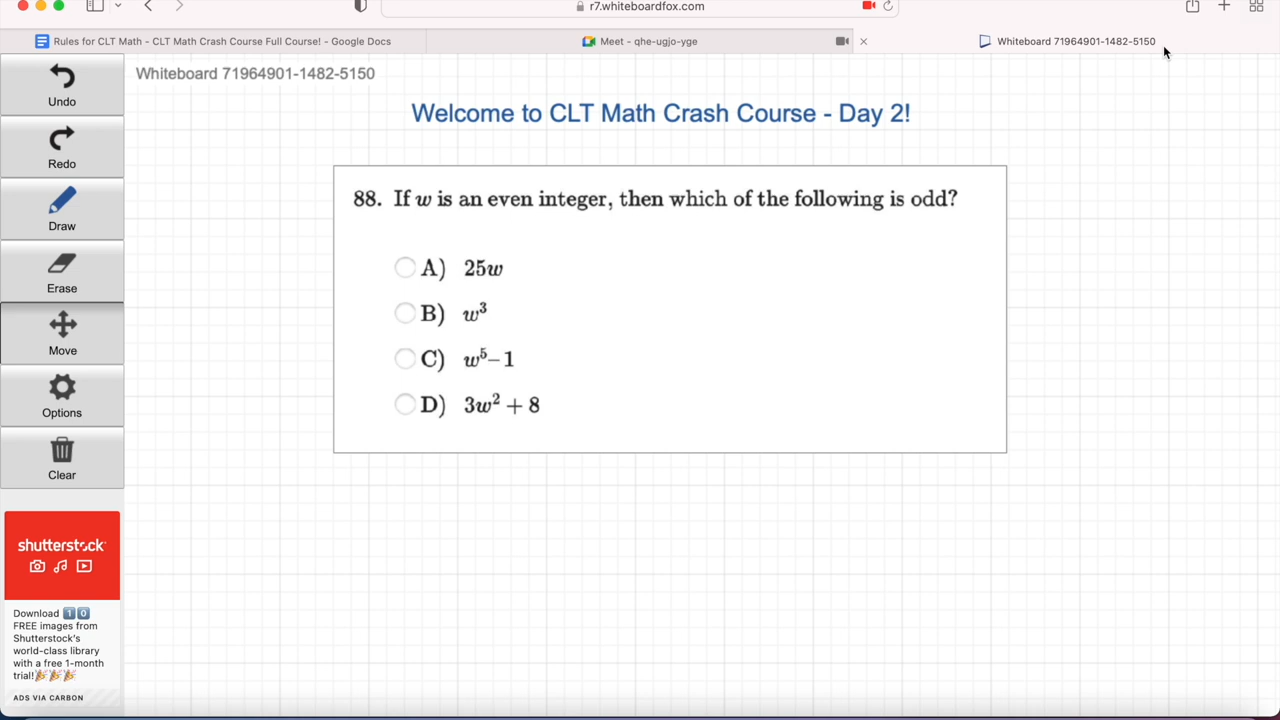 r7.whiteboardfox.com
Rules for CLT Math - CLT Math Crash Course Full Course! - Google Docs
Meet - qhe-ugjo-yge
Whiteboard 71964901-1482-5150
Undo
Redo
Draw
Erase
Move
Options
Clear
Whiteboard 71964901-1482-5150
Welcome to CLT Math Crash Course - Day 2!
88. If w is an even integer, then which of the following is odd?
A) 25w
B) w³
C) w⁵– 1
D) 3w² + 8
shutterstock
Download 1️⃣0️⃣
FREE images from
Shutterstock's
world-class library
with a free 1-month
trial!🎉🎉🎉
ADS VIA CARBON